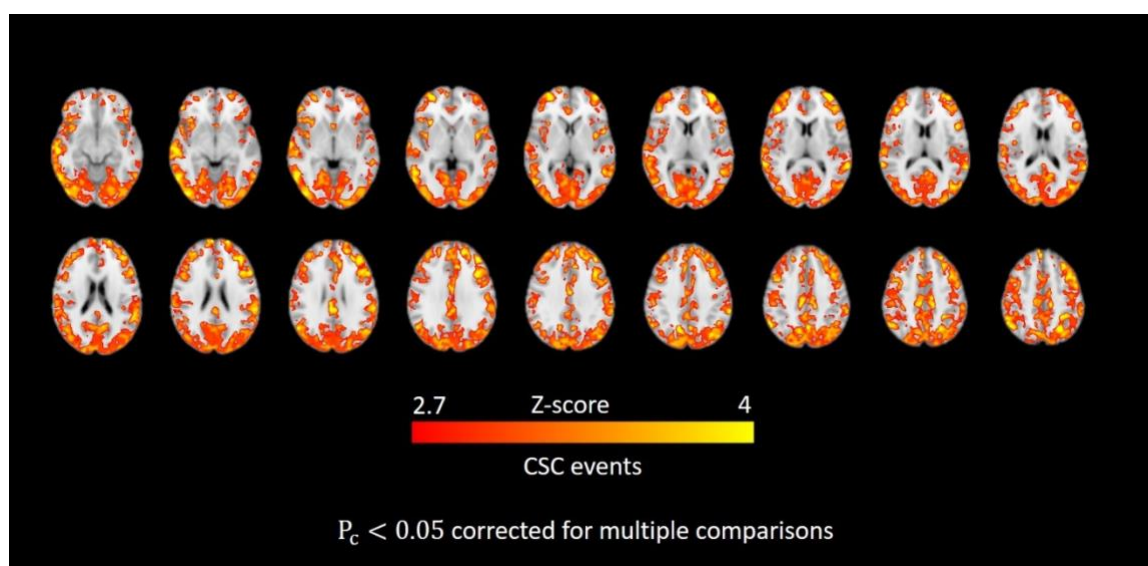 2.7 Z-score 4
CSC events
P_c < 0.05 corrected for multiple comparisons